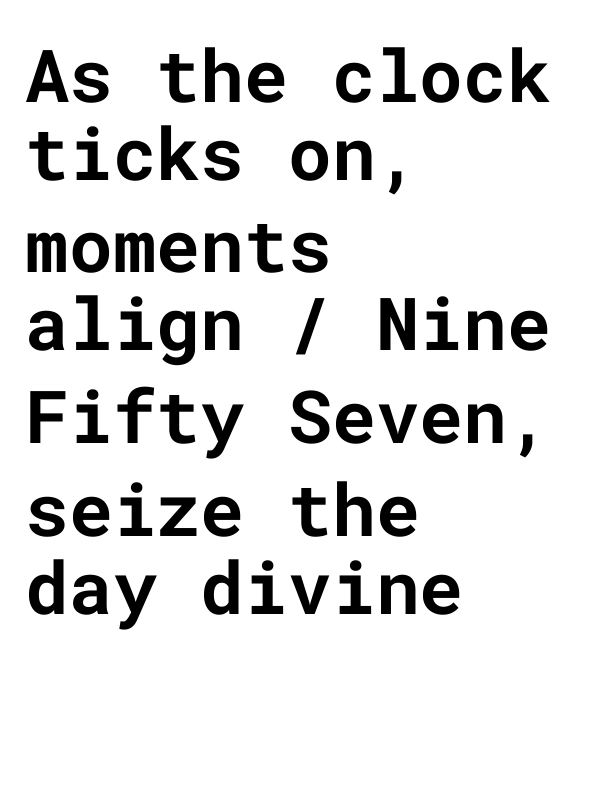 As the clock
ticks on,
moments
align / Nine
Fifty Seven,
seize the
day divine